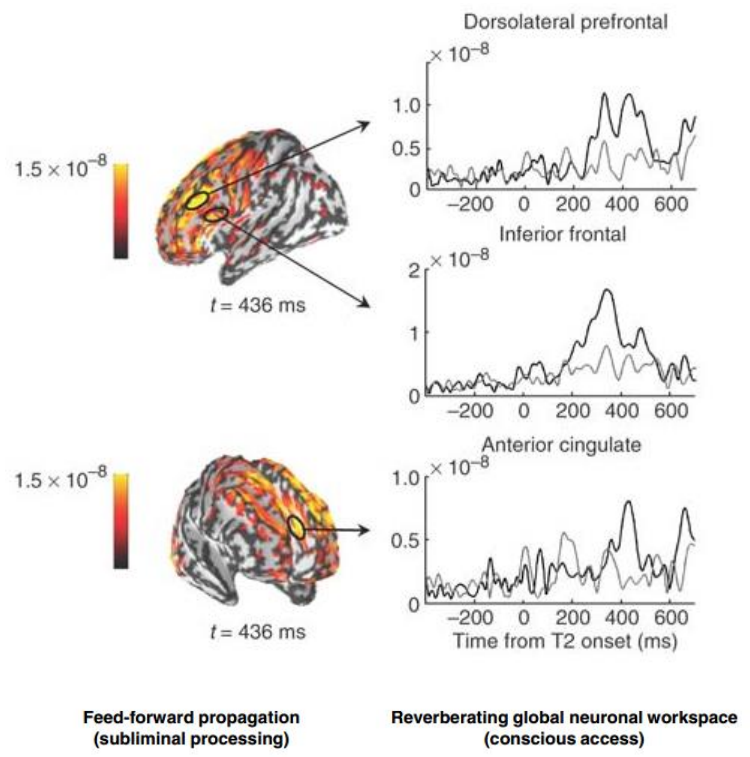 Dorsolateral prefrontal
× 10⁻⁸
1.0
0.5
0
−200 0 200 400 600
1.5 × 10⁻⁸
t = 436 ms
Inferior frontal
2 × 10⁻⁸
1
0
−200 0 200 400 600
Anterior cingulate
1.0 × 10⁻⁸
0.5
0
−200 0 200 400 600
Time from T2 onset (ms)
1.5 × 10⁻⁸
t = 436 ms
Feed-forward propagation
(subliminal processing)
Reverberating global neuronal workspace
(conscious access)